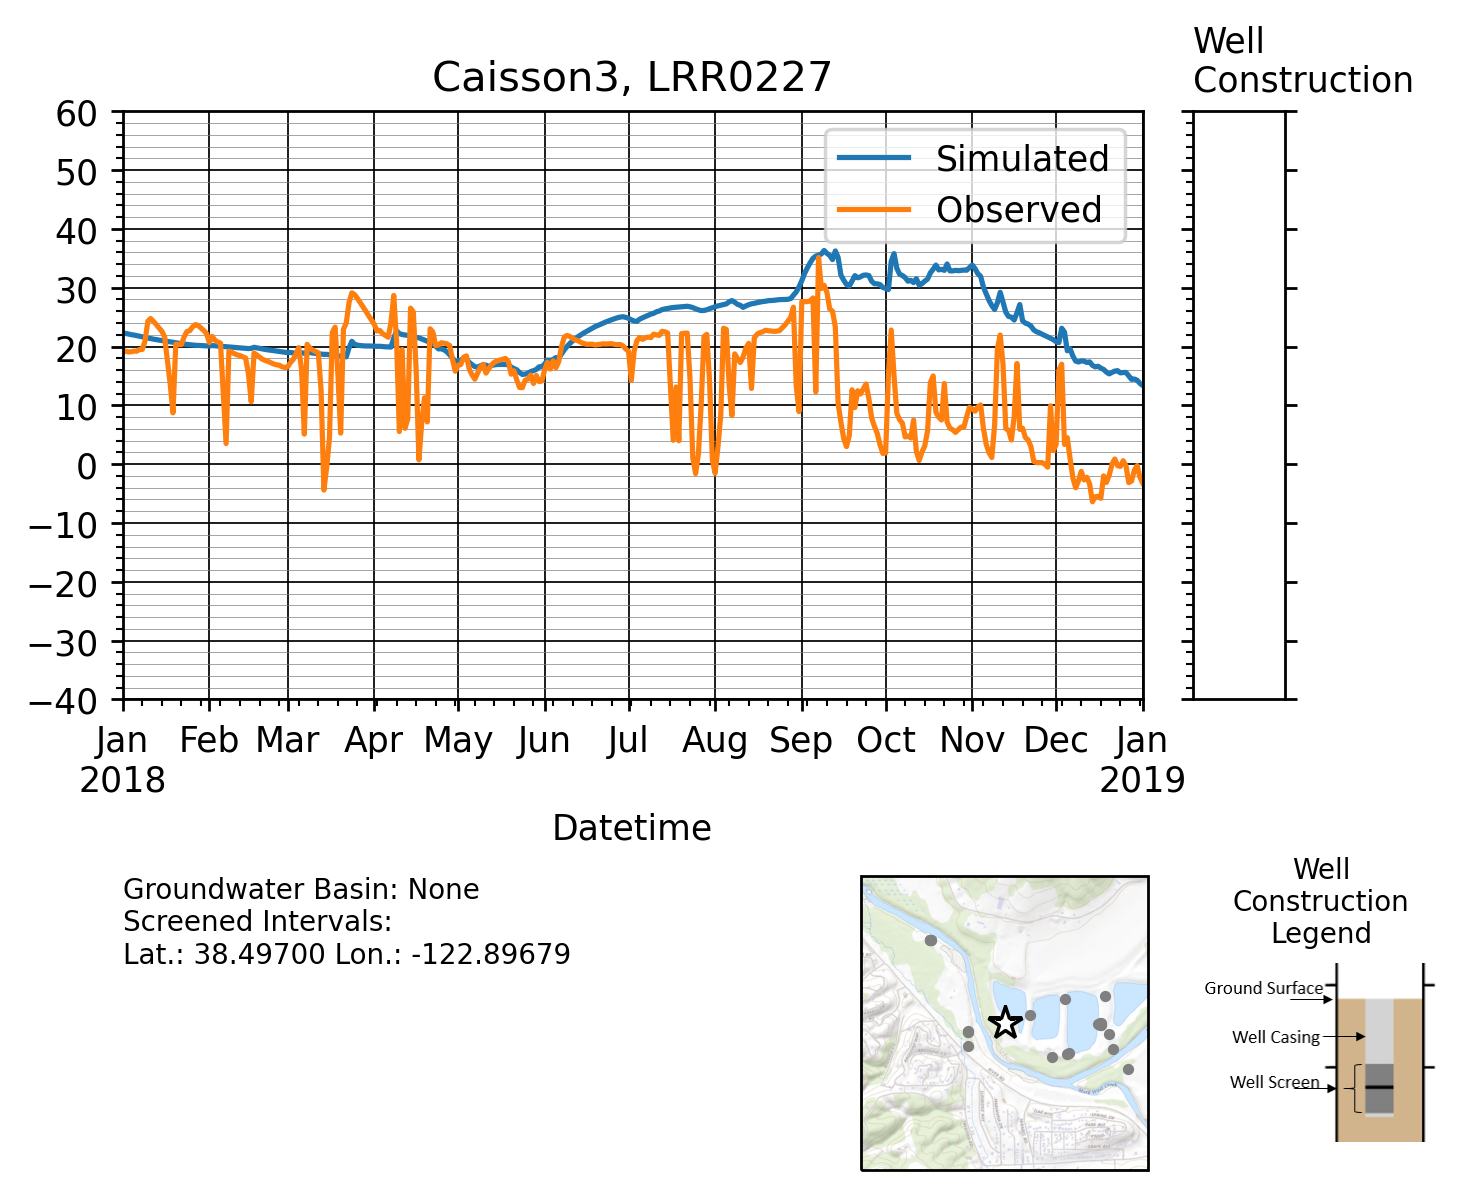 Well
Construction
Caisson3, LRR0227
60
50
40
30
20
10
0
−10
−20
−30
−40
Simulated
Observed
Jan Feb Mar Apr May Jun Jul Aug Sep Oct Nov Dec Jan
2018 2019
Datetime
Groundwater Basin: None
Screened Intervals:
Lat.: 38.49700 Lon.: -122.89679
Well
Construction
Legend
Ground Surface
Well Casing
Well Screen